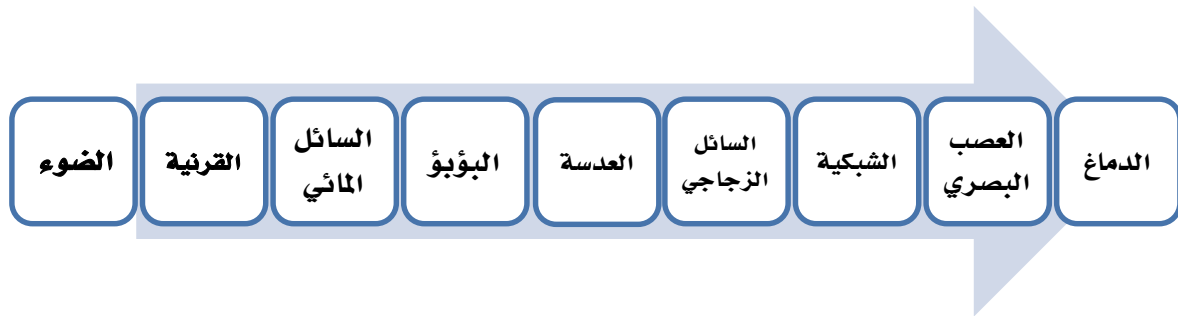 الضوء
القرنية
السائل
المائي
البؤبؤ
العدسة
السائل
الزجاجي
الشبكية
العصب
البصري
الدماغ